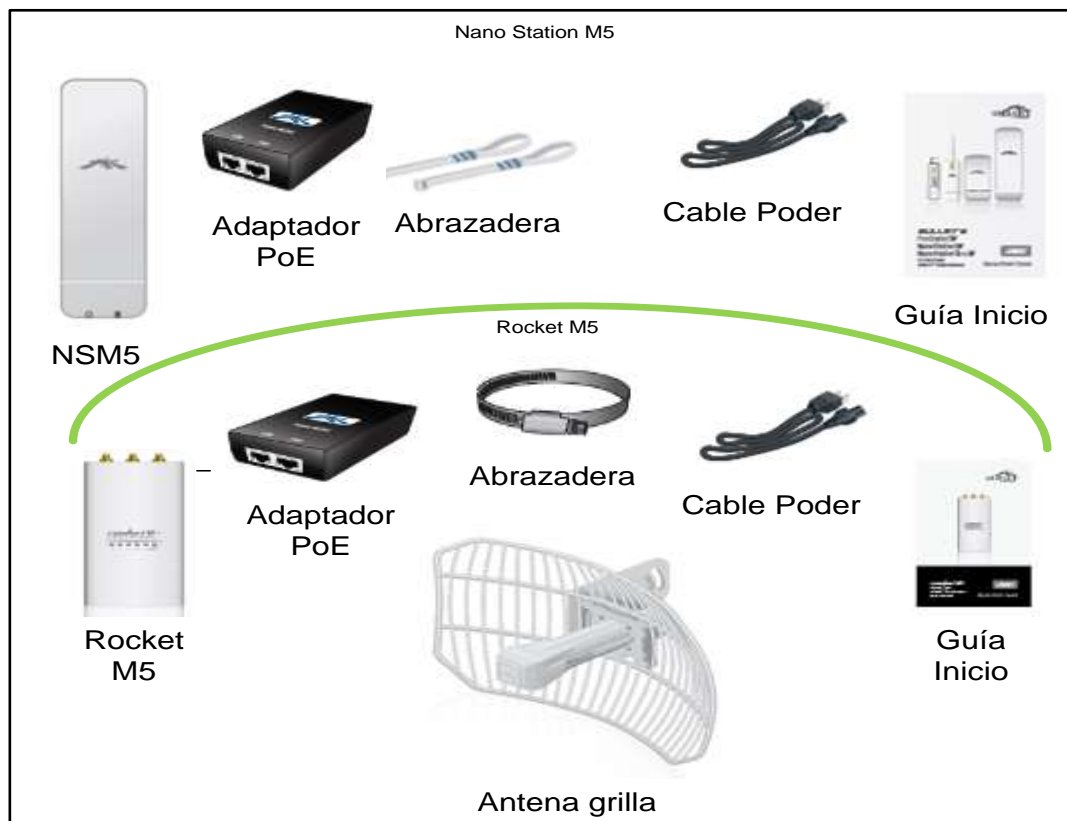 Nano Station M5
Adaptador
PoE
Abrazadera
Cable Poder
Guía Inicio
NSM5
Rocket M5
Abrazadera
Adaptador
PoE
Cable Poder
Rocket
M5
Guía
Inicio
Antena grilla